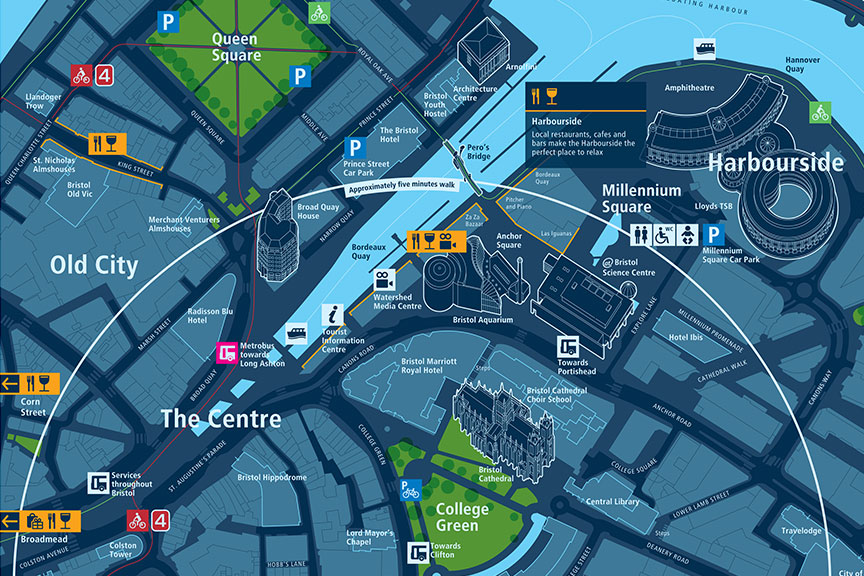 ATING HARBOUR
P
Queen
Square
P
ROYAL OAK AVE
Arnolfini
Architecture
Centre
Hannover
Quay
4
Llandoger
Trow
QUEEN CHARLOTTE STREET
QUEEN SQUARE
MIDDLE AVE
PRINCE STREET
Bristol
Youth
Hostel
Amphitheatre
Harbourside
Local restaurants, cafes and
bars make the Harbourside the
perfect place to relax
The Bristol
Hotel
P
Prince Street
Car Park
Pero's
Bridge
St. Nicholas
Almshouses
KING STREET
Bristol
Old Vic
Approximately five minutes walk
Bordeaux
Quay
Harbourside
Millennium
Square
Pitcher
and Piano
Lloyds TSB
Broad Quay
House
NARROW QUAY
Merchant Venturers
Almshouses
Za Za
Bazaar
Las Iguanas
WC
P
Millennium
Square Car Park
Anchor
Square
Bordeaux
Quay
Old City
@ Bristol
Science Centre
Watershed
Media Centre
Bristol Aquarium
EXPLORE LANE
Radisson Blu
Hotel
MARSH STREET
i
Tourist
Information
Centre
MILLENNIUM PROMENADE
Hotel Ibis
Metrobus
towards
Long Ashton
CANONS ROAD
Towards
Portishead
CATHEDRAL WALK
BROAD QUAY
Bristol Marriott
Royal Hotel
Steps
Bristol Cathedral
Choir School
CANONS WAY
Corn
Street
The Centre
ANCHOR ROAD
COLLEGE GREEN
ST. AUGUSTINE'S PARADE
COLLEGE SQUARE
Services
throughout
Bristol
Bristol Hippodrome
Bristol
Cathedral
P
Central Library
LOWER LAMB STREET
College
Green
4
Broadmead
COLSTON AVENUE
Colston
Tower
Lord Mayor's
Chapel
Towards
Clifton
HOBB'S LANE
Steps
DEANERY ROAD
Travelodge
City of